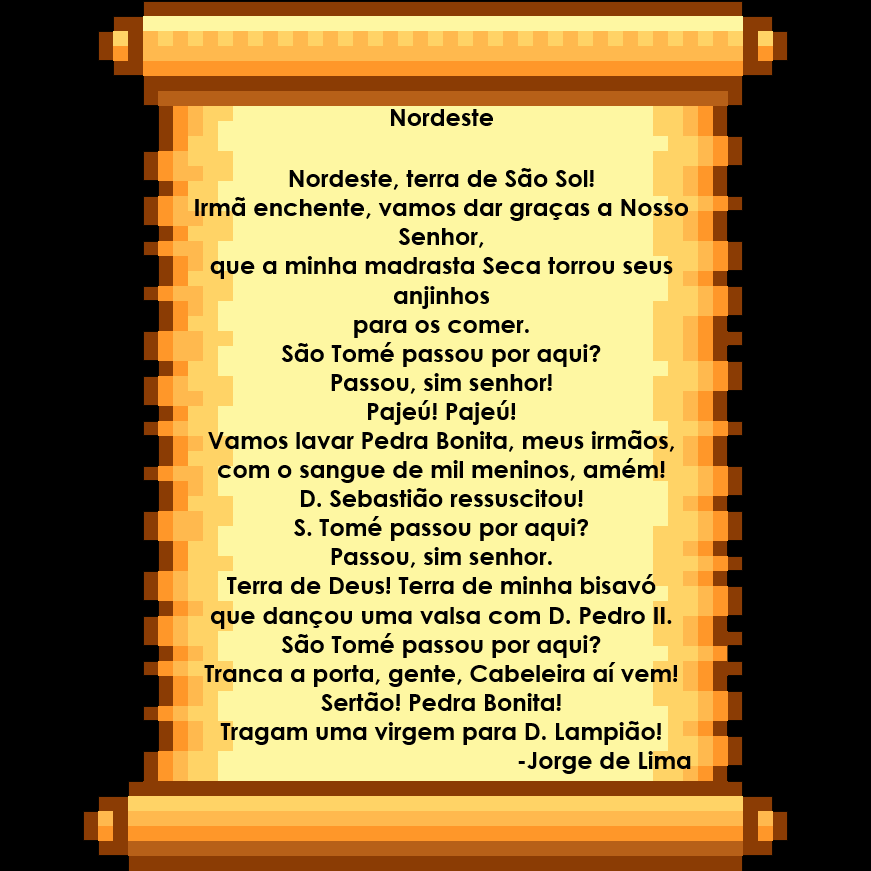 Nordeste
Nordeste, terra de São Sol!
Irmã enchente, vamos dar graças a Nosso
Senhor,
que a minha madrasta Seca torrou seus
anjinhos
para os comer.
São Tomé passou por aqui?
Passou, sim senhor!
Pajeú! Pajeú!
Vamos lavar Pedra Bonita, meus irmãos,
com o sangue de mil meninos, amém!
D. Sebastião ressuscitou!
S. Tomé passou por aqui?
Passou, sim senhor.
Terra de Deus! Terra de minha bisavó
que dançou uma valsa com D. Pedro II.
São Tomé passou por aqui?
Tranca a porta, gente, Cabeleira aí vem!
Sertão! Pedra Bonita!
Tragam uma virgem para D. Lampião!
-Jorge de Lima